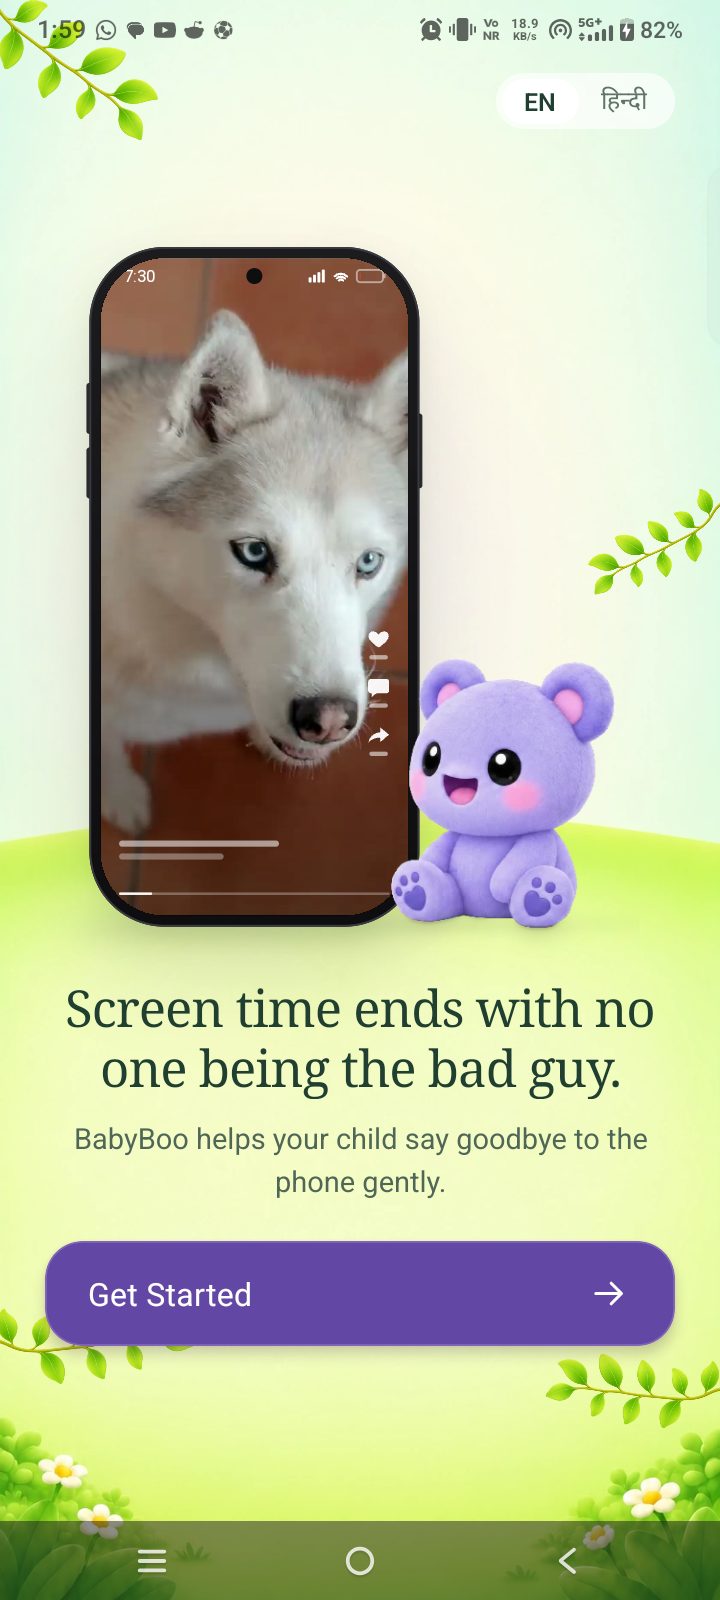 1:59
Vo NR
18.9 KB/s
5G+
82%
EN
हिन्दी
7:30
Screen time ends with no
one being the bad guy.
BabyBoo helps your child say goodbye to the
phone gently.
Get Started